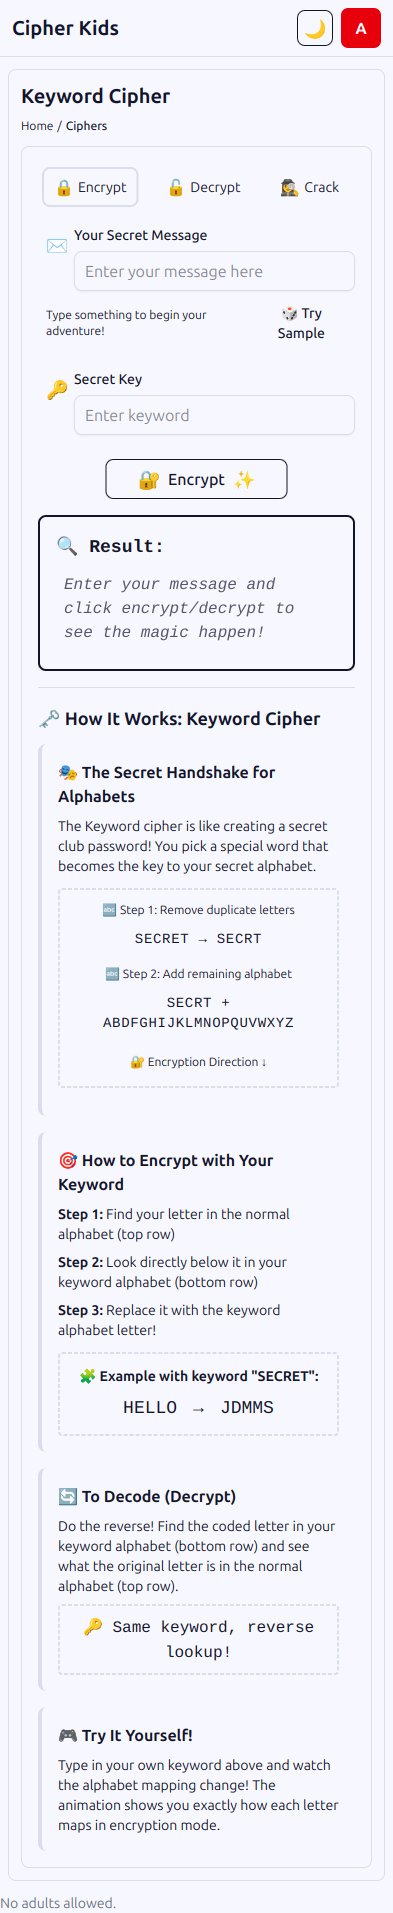 Cipher Kids
A
Keyword Cipher
Home / Ciphers
Encrypt
Decrypt
Crack
Your Secret Message
Enter your message here
Type something to begin your
adventure!
Try
Sample
Secret Key
Enter keyword
Encrypt
Result:
Enter your message and
click encrypt/decrypt to
see the magic happen!
How It Works: Keyword Cipher
The Secret Handshake for
Alphabets
The Keyword cipher is like creating a secret
club password! You pick a special word that
becomes the key to your secret alphabet.
🔤 Step 1: Remove duplicate letters
SECRET → SECRT
🔤 Step 2: Add remaining alphabet
SECRT +
ABDFGHIJKLMNOPQUVWXYZ
Encryption Direction ↓
How to Encrypt with Your
Keyword
Step 1: Find your letter in the normal
alphabet (top row)
Step 2: Look directly below it in your
keyword alphabet (bottom row)
Step 3: Replace it with the keyword
alphabet letter!
Example with keyword "SECRET":
HELLO → JDMMS
To Decode (Decrypt)
Do the reverse! Find the coded letter in your
keyword alphabet (bottom row) and see
what the original letter is in the normal
alphabet (top row).
Same keyword, reverse
lookup!
Try It Yourself!
Type in your own keyword above and watch
the alphabet mapping change! The
animation shows you exactly how each letter
maps in encryption mode.
No adults allowed.